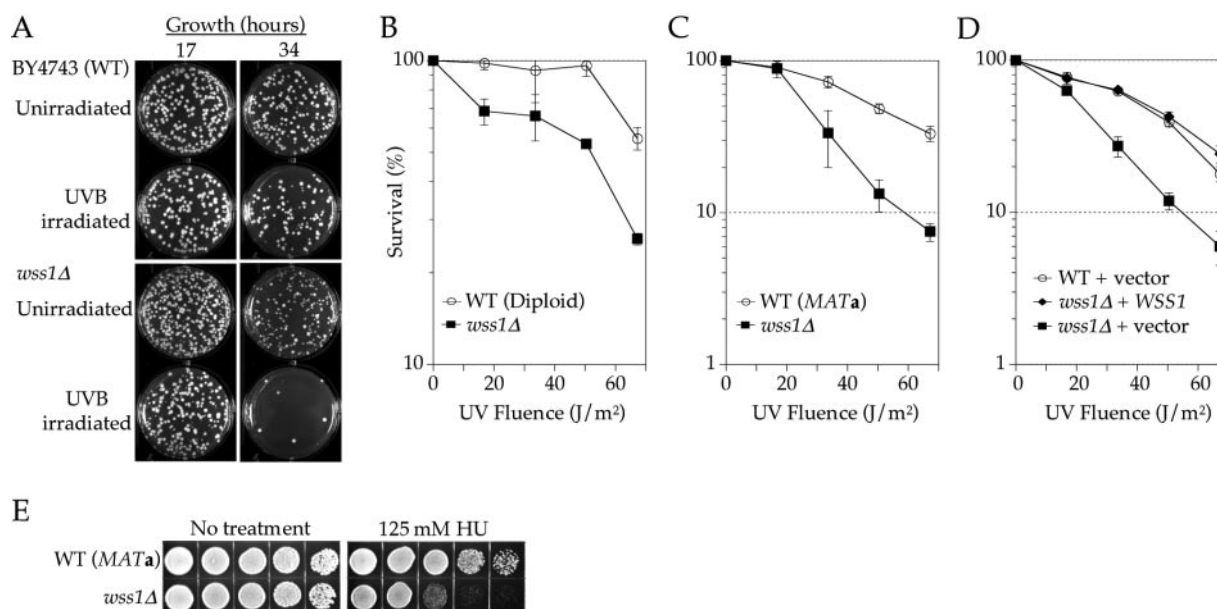 A
Growth (hours)
17 34
BY4743 (WT)
Unirradiated
UVB
irradiated
wss1Δ
Unirradiated
UVB
irradiated
B
Survival (%)
100
10
WT (Diploid)
wss1Δ
0 20 40 60
UV Fluence (J/m²)
C
100
10
1
WT (MATa)
wss1Δ
0 20 40 60
UV Fluence (J/m²)
D
100
10
1
WT + vector
wss1Δ + WSS1
wss1Δ + vector
0 20 40 60
UV Fluence (J/m²)
E
No treatment 125 mM HU
WT (MATa)
wss1Δ